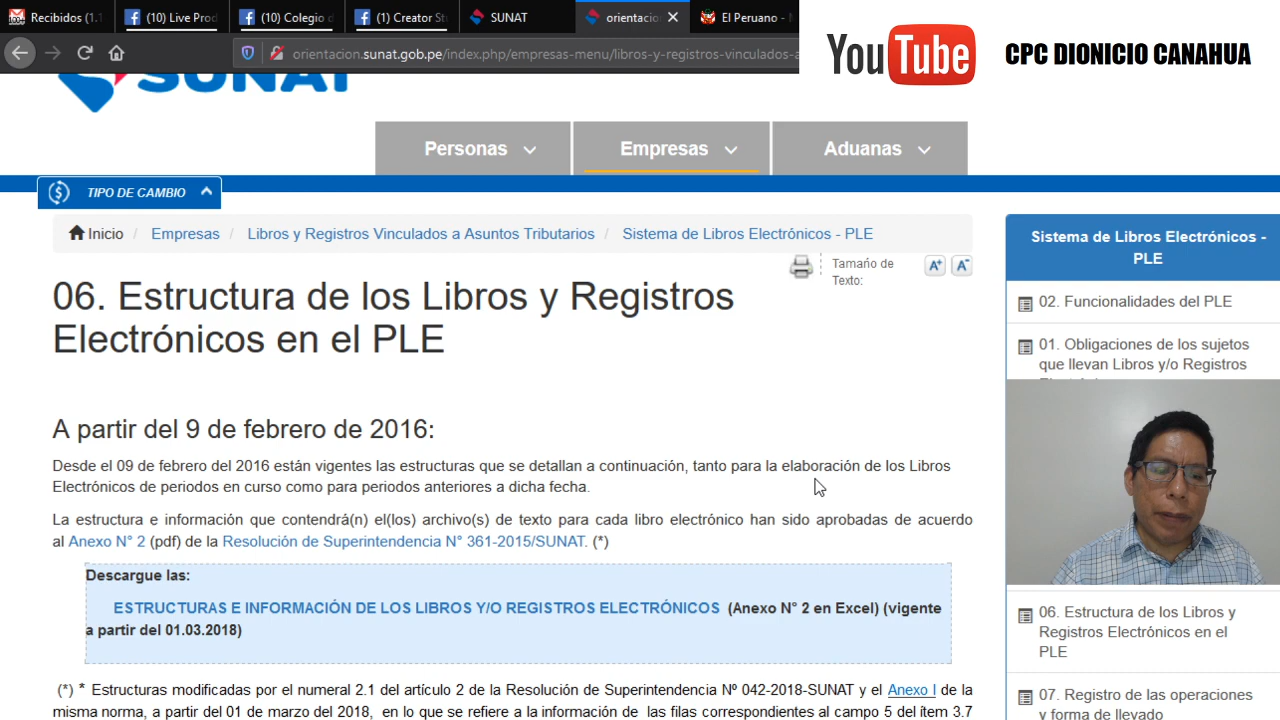 100+ Recibidos (1.1
(10) Live Prod
(10) Colegio d
(1) Creator St
SUNAT
orientacio
El Peruano -
orientacion.sunat.gob.pe/index.php/empresas-menu/libros-y-registros-vinculados-a
YouTube
CPC DIONICIO CANAHUA
SUNAT
Personas
Empresas
Aduanas
TIPO DE CAMBIO
Inicio / Empresas / Libros y Registros Vinculados a Asuntos Tributarios / Sistema de Libros Electrónicos - PLE
Tamaño de
Texto:
A+ A-
06. Estructura de los Libros y Registros
Electrónicos en el PLE
A partir del 9 de febrero de 2016:
Desde el 09 de febrero del 2016 están vigentes las estructuras que se detallan a continuación, tanto para la elaboración de los Libros
Electrónicos de periodos en curso como para periodos anteriores a dicha fecha.
La estructura e información que contendrá(n) el(los) archivo(s) de texto para cada libro electrónico han sido aprobadas de acuerdo
al Anexo N° 2 (pdf) de la Resolución de Superintendencia N° 361-2015/SUNAT. (*)
Descargue las:
ESTRUCTURAS E INFORMACIÓN DE LOS LIBROS Y/O REGISTROS ELECTRÓNICOS (Anexo N° 2 en Excel) (vigente
a partir del 01.03.2018)
(*) * Estructuras modificadas por el numeral 2.1 del artículo 2 de la Resolución de Superintendencia Nº 042-2018-SUNAT y el Anexo I de la
misma norma, a partir del 01 de marzo del 2018, en lo que se refiere a la información de las filas correspondientes al campo 5 del ítem 3.7
Sistema de Libros Electrónicos -
PLE
02. Funcionalidades del PLE
01. Obligaciones de los sujetos
que llevan Libros y/o Registros
06. Estructura de los Libros y
Registros Electrónicos en el
PLE
07. Registro de las operaciones
y forma de llevado